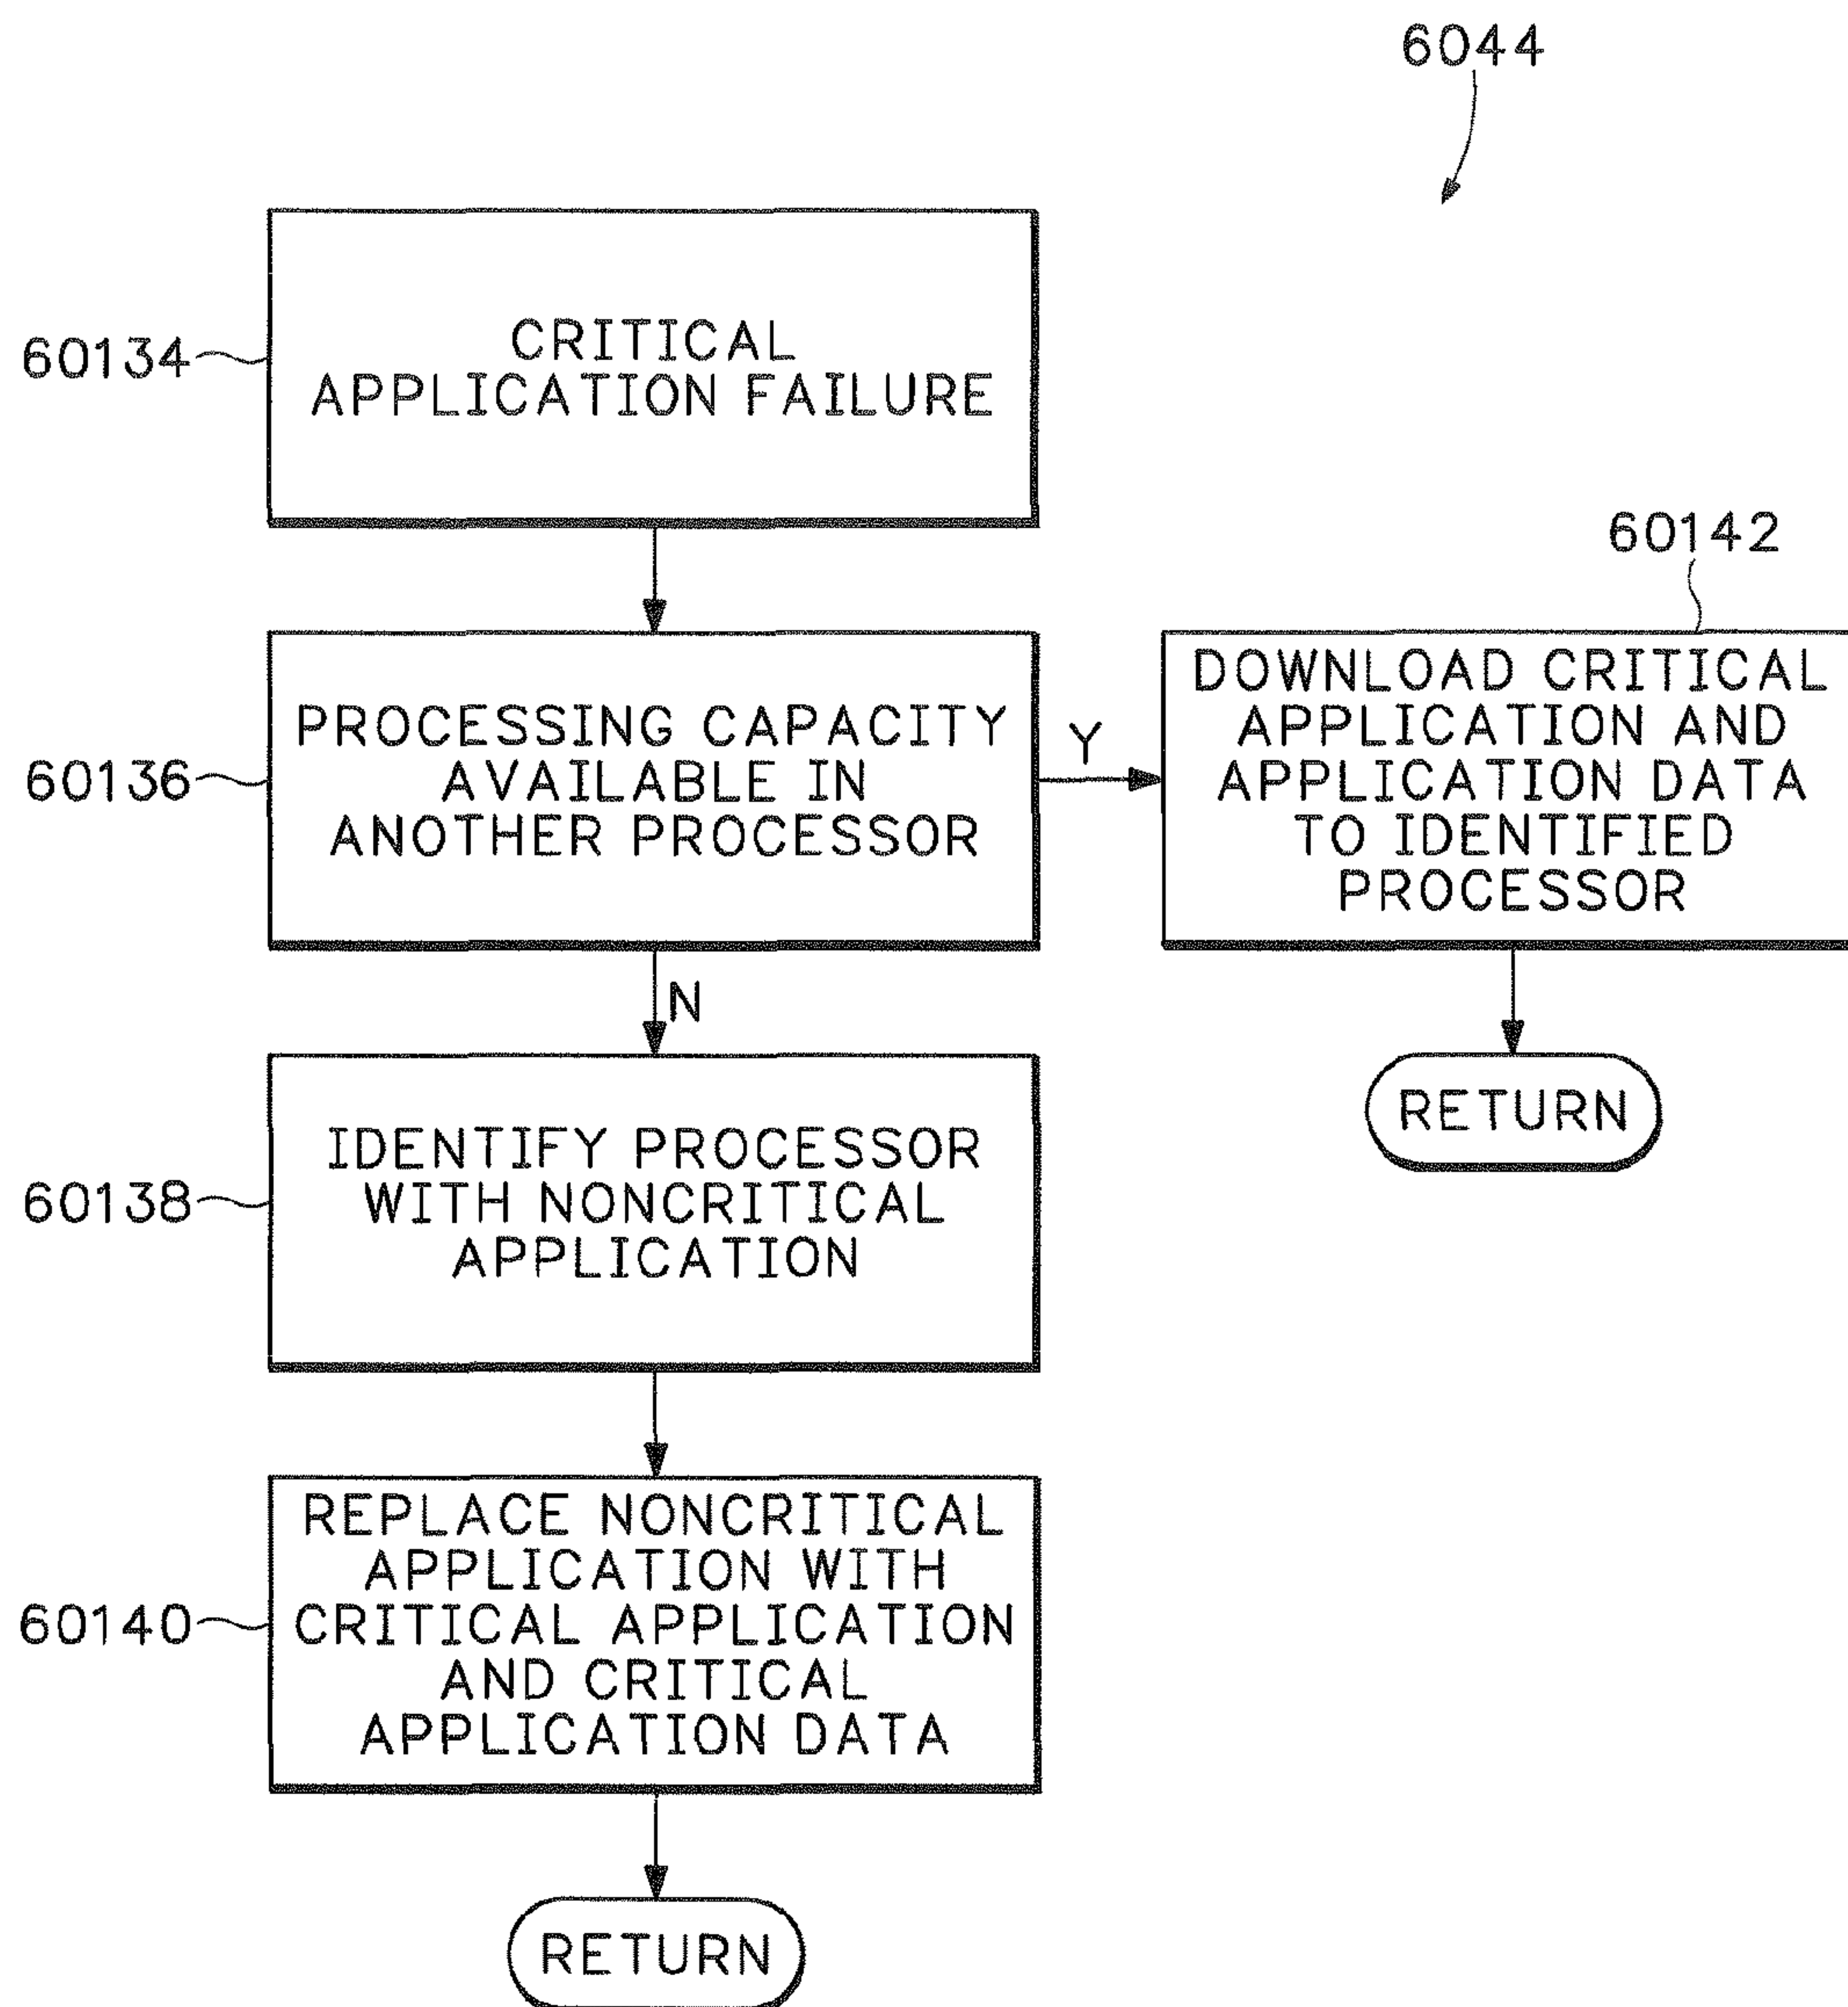 6044
60134
CRITICAL
APPLICATION FAILURE
60136
PROCESSING CAPACITY
AVAILABLE IN
ANOTHER PROCESSOR
Y
60142
DOWNLOAD CRITICAL
APPLICATION AND
APPLICATION DATA
TO IDENTIFIED
PROCESSOR
RETURN
N
60138
IDENTIFY PROCESSOR
WITH NONCRITICAL
APPLICATION
60140
REPLACE NONCRITICAL
APPLICATION WITH
CRITICAL APPLICATION
AND CRITICAL
APPLICATION DATA
RETURN